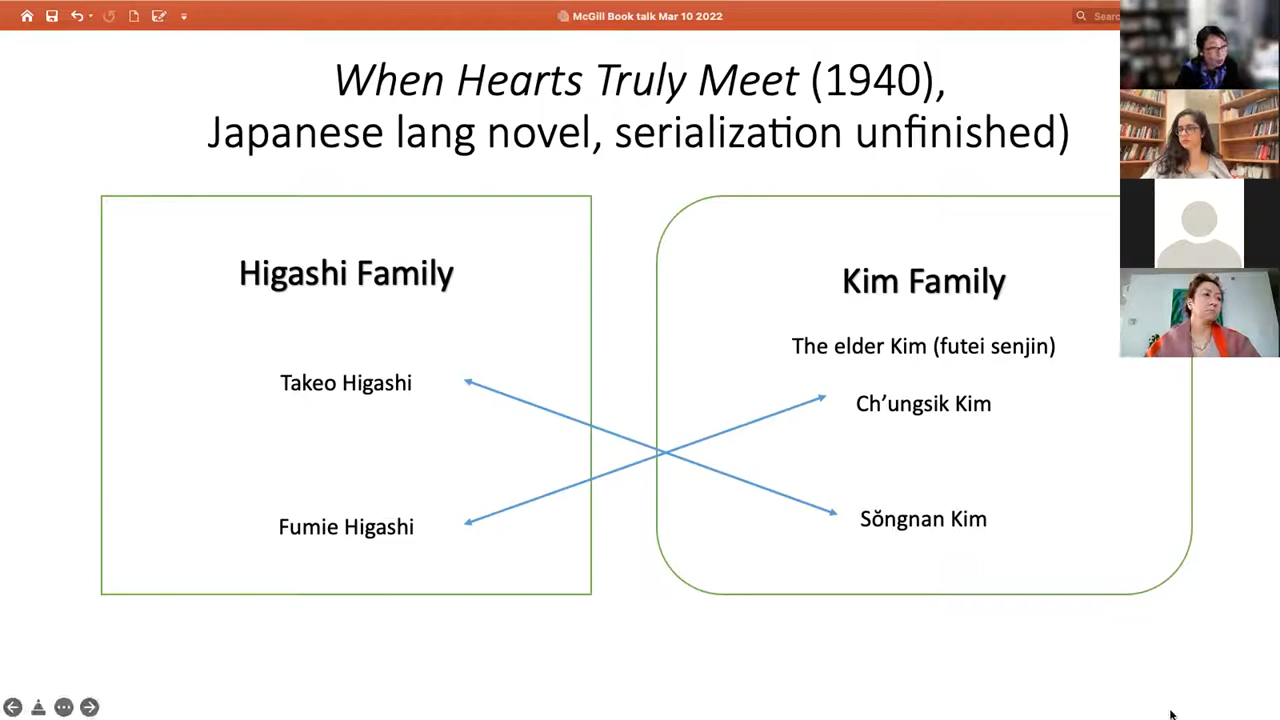 McGill Book talk Mar 10 2022
Searc
When Hearts Truly Meet (1940),
Japanese lang novel, serialization unfinished)
Higashi Family
Takeo Higashi
Fumie Higashi
Kim Family
The elder Kim (futei senjin)
Ch’ungsik Kim
Sŏngnan Kim